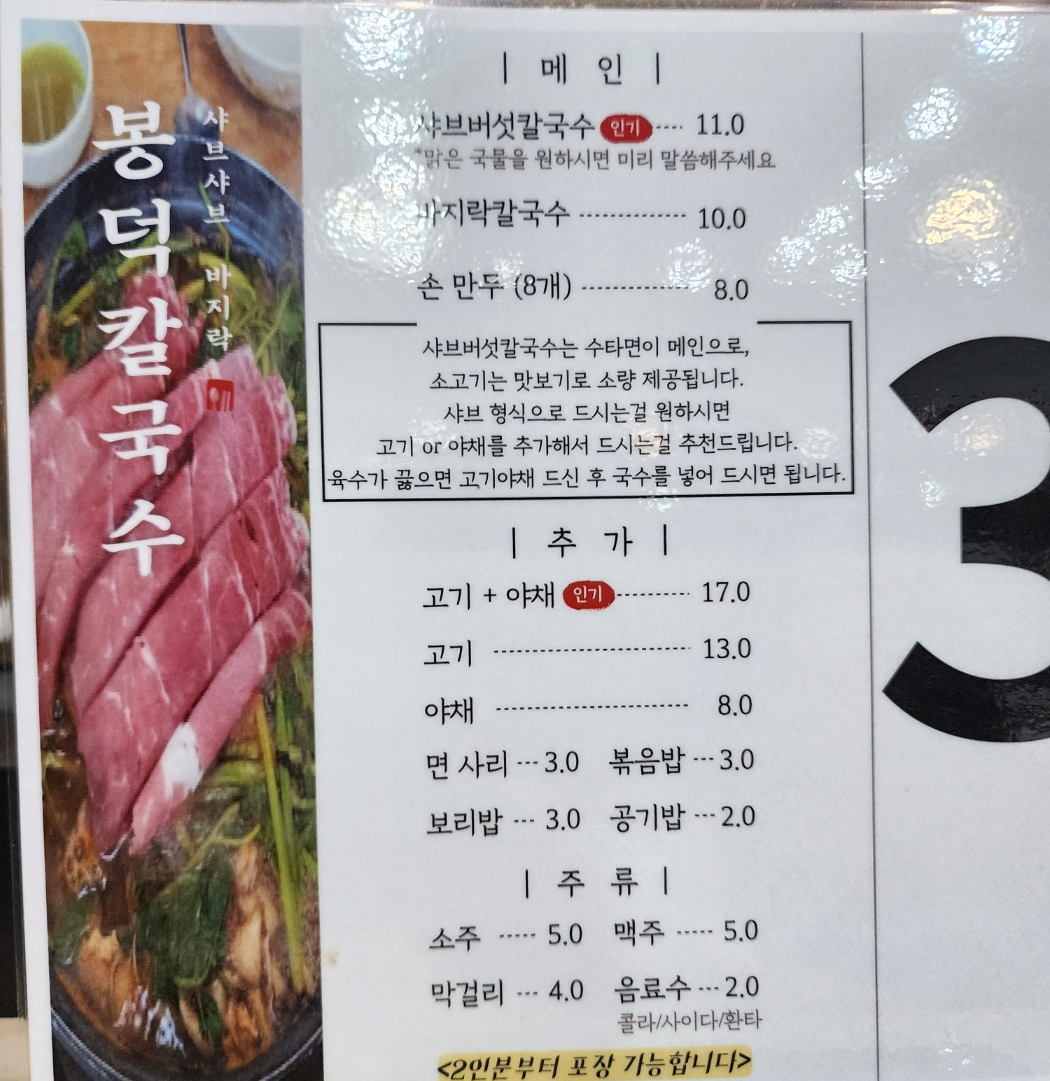 봉덕칼국수
샤브샤브 바지락
| 메 인 |
샤브버섯칼국수 인기 ---- 11.0
*맑은 국물을 원하시면 미리 말씀해주세요
바지락칼국수 ---------------- 10.0
손 만두 (8개) ---------------- 8.0
샤브버섯칼국수는 수타면이 메인으로,
소고기는 맛보기로 소량 제공됩니다.
샤브 형식으로 드시는걸 원하시면
고기 or 야채를 추가해서 드시는걸 추천드립니다.
육수가 끓으면 고기야채 드신 후 국수를 넣어 드시면 됩니다.
| 추 가 |
고기 + 야채 인기 ----------- 17.0
고기 ----------------------------- 13.0
야채 ----------------------------- 8.0
면 사리 --- 3.0 볶음밥 --- 3.0
보리밥 --- 3.0 공기밥 --- 2.0
| 주 류 |
소주 ----- 5.0 맥주 ----- 5.0
막걸리 --- 4.0 음료수 --- 2.0
콜라/사이다/환타
<2인분부터 포장 가능합니다>
3